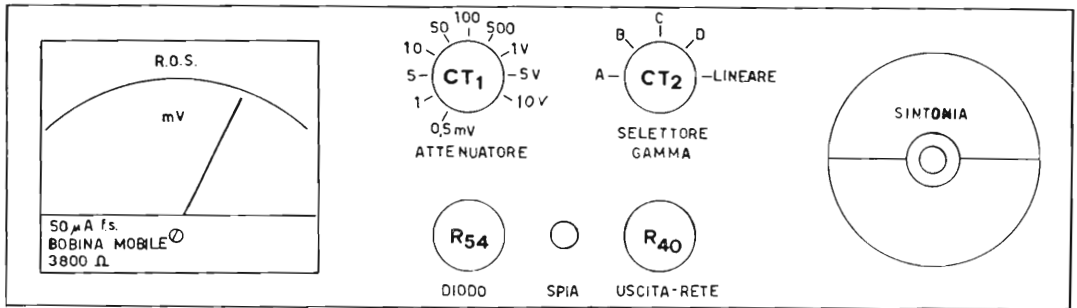 R.O.S.
mV
50 μA f.s.
BOBINA MOBILE
3800 Ω
0,5 mV
1
5
10
50
100
500
1V
5V
10V
CT1
ATTENUATORE
A
B
C
D
LINEARE
CT2
SELETTORE
GAMMA
SINTONIA
R54
DIODO
SPIA
R40
USCITA-RETE